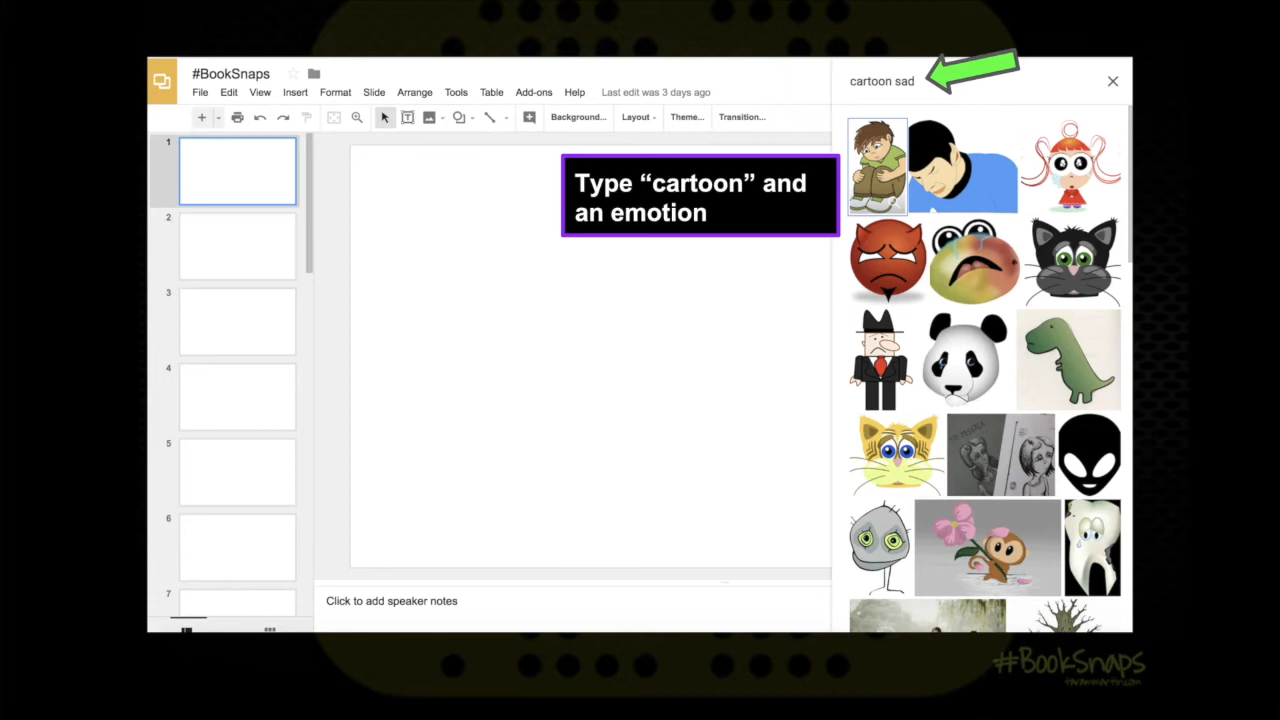 #BookSnaps
File Edit View Insert Format Slide Arrange Tools Table Add-ons Help Last edit was 3 days ago
Background... Layout Theme... Transition...
cartoon sad
Type “cartoon” and
an emotion
1
2
3
4
5
6
7
Click to add speaker notes
#BookSnaps
tarammartin.com